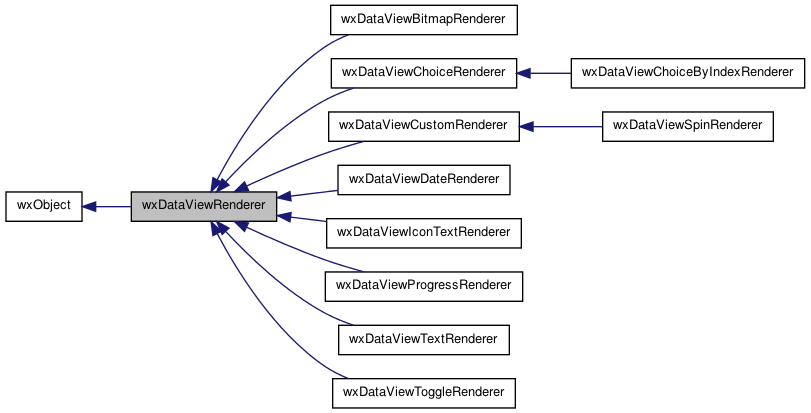 wxDataViewBitmapRenderer
wxDataViewChoiceRenderer
wxDataViewChoiceByIndexRenderer
wxDataViewCustomRenderer
wxDataViewSpinRenderer
wxDataViewDateRenderer
wxObject
wxDataViewRenderer
wxDataViewIconTextRenderer
wxDataViewProgressRenderer
wxDataViewTextRenderer
wxDataViewToggleRenderer